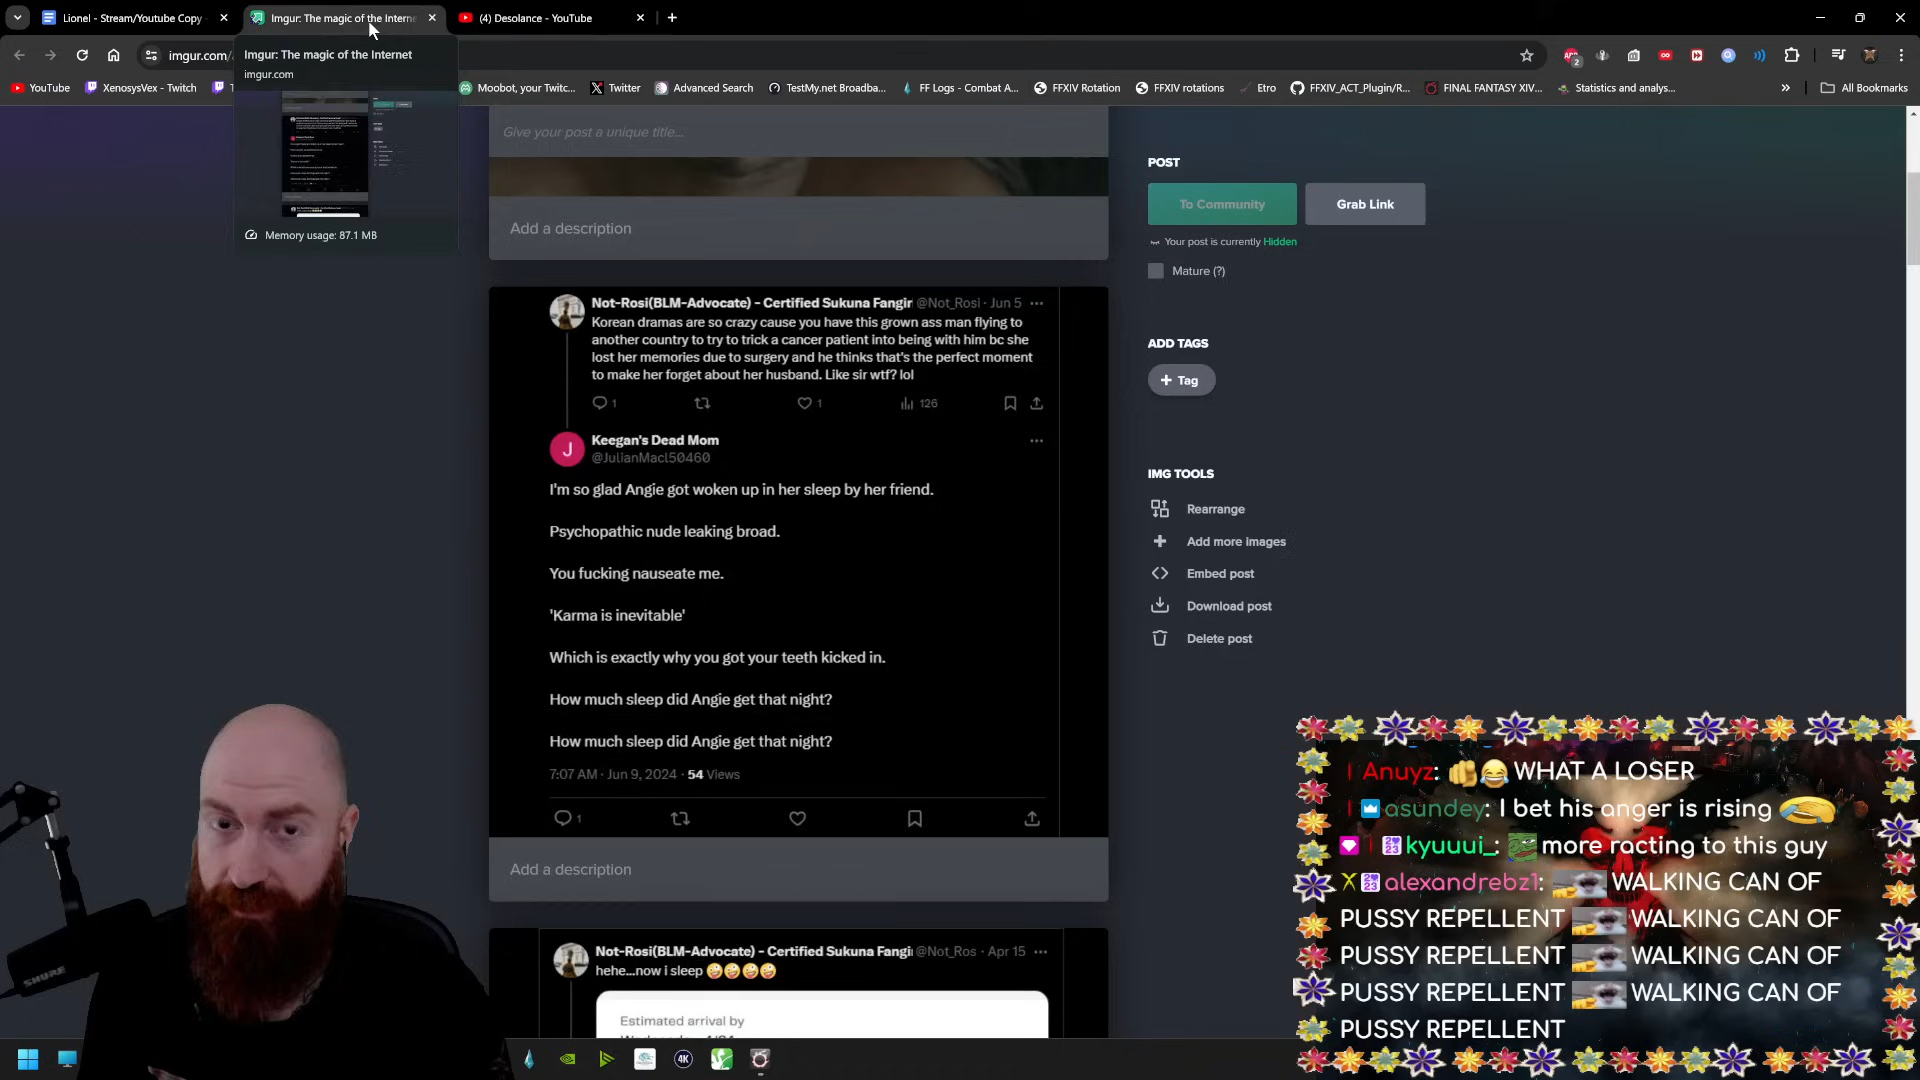 Lionel - Stream/Youtube Copy
Imgur: The magic of the Intern
(4) Desolance - YouTube
imgur.com/
Imgur: The magic of the Internet
imgur.com
Memory usage: 87.1 MB
YouTube
XenosysVex - Twitch
Moobot, your Twitc...
Twitter
Advanced Search
TestMy.net Broadba...
FF Logs - Combat A...
FFXIV Rotation
FFXIV rotations
Etro
FFXIV_ACT_Plugin/R...
FINAL FANTASY XIV...
Statistics and analys...
All Bookmarks
Give your post a unique title...
Add a description
POST
To Community
Grab Link
Your post is currently Hidden
Mature (?)
ADD TAGS
+ Tag
IMG TOOLS
Rearrange
Add more images
Embed post
Download post
Delete post
Not-Rosi(BLM-Advocate) - Certified Sukuna Fangir @Not_Rosi · Jun 5
Korean dramas are so crazy cause you have this grown ass man flying to
another country to try to trick a cancer patient into being with him bc she
lost her memories due to surgery and he thinks that's the perfect moment
to make her forget about her husband. Like sir wtf? lol
1
1
126
J
Keegan's Dead Mom
@JulianMacl50460
I'm so glad Angie got woken up in her sleep by her friend.
Psychopathic nude leaking broad.
You fucking nauseate me.
'Karma is inevitable'
Which is exactly why you got your teeth kicked in.
How much sleep did Angie get that night?
How much sleep did Angie get that night?
7:07 AM · Jun 9, 2024 · 54 Views
1
Add a description
Not-Rosi(BLM-Advocate) - Certified Sukuna Fangi @Not_Ros · Apr 15
hehe...now i sleep 🤪🤪🤪🤪
Estimated arrival by
Anuyz: 🫵😂 WHAT A LOSER
asundey: I bet his anger is rising
kyuuui_: more racting to this guy
alexandrebz1: WALKING CAN OF
PUSSY REPELLENT WALKING CAN OF
PUSSY REPELLENT WALKING CAN OF
PUSSY REPELLENT WALKING CAN OF
PUSSY REPELLENT
SHURE
4K